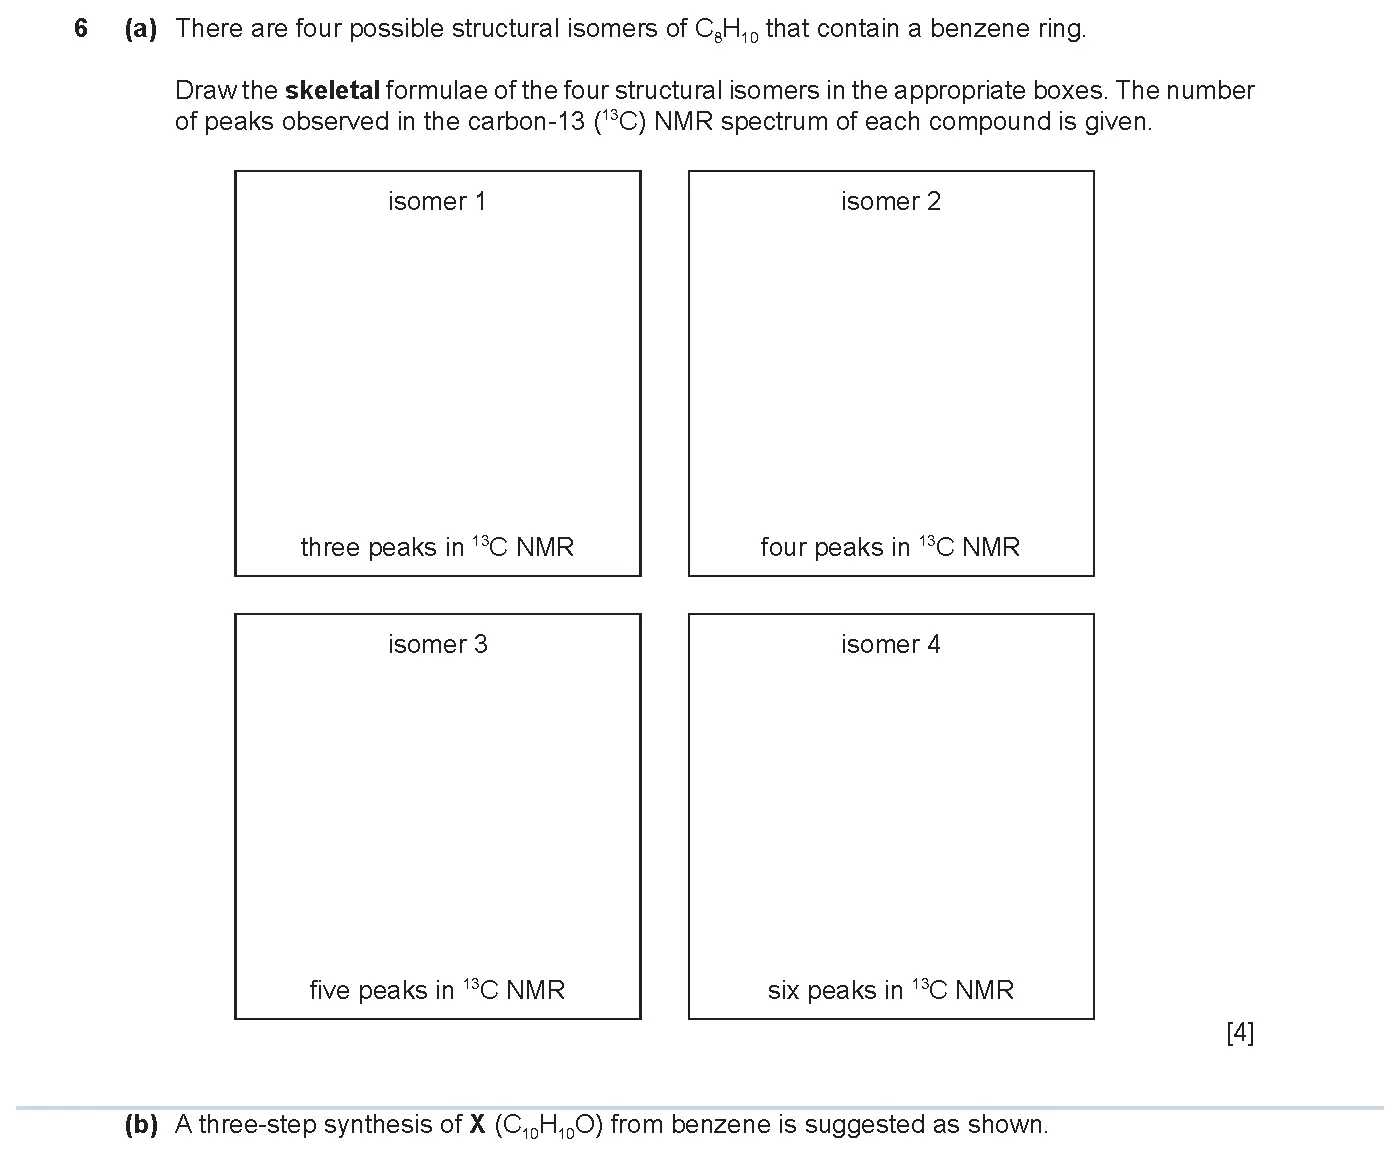 6 (a) There are four possible structural isomers of C₈H₁₀ that contain a benzene ring.
Draw the skeletal formulae of the four structural isomers in the appropriate boxes. The number
of peaks observed in the carbon-13 (¹³C) NMR spectrum of each compound is given.
isomer 1
isomer 2
three peaks in ¹³C NMR
four peaks in ¹³C NMR
isomer 3
isomer 4
five peaks in ¹³C NMR
six peaks in ¹³C NMR
[4]
(b) A three-step synthesis of X (C₁₀H₁₀O) from benzene is suggested as shown.